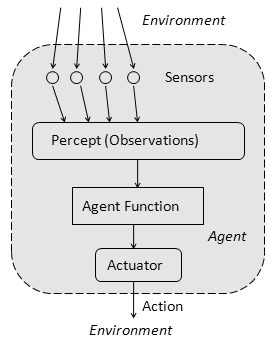 Environment
Sensors
Percept (Observations)
Agent Function
Agent
Actuator
Action
Environment